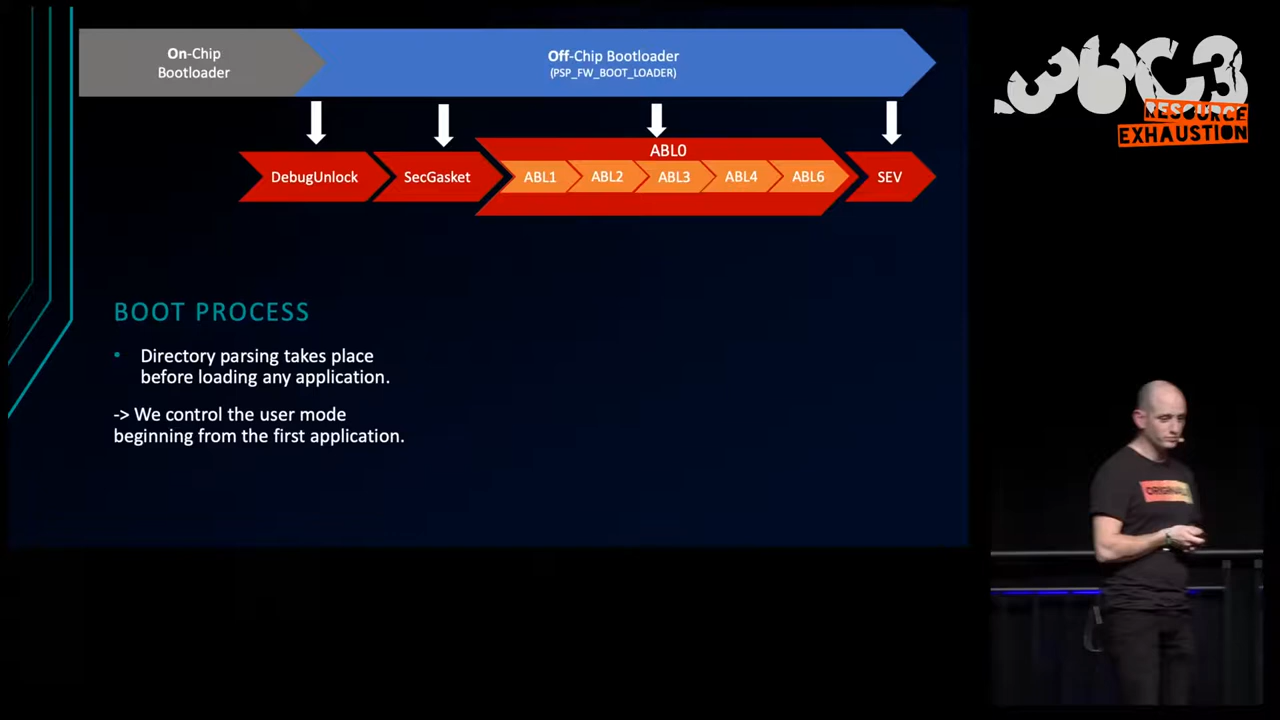 On-Chip
Bootloader
Off-Chip Bootloader
(PSP_FW_BOOT_LOADER)
36C3
RESOURCE
EXHAUSTION
ABL0
DebugUnlock
SecGasket
ABL1
ABL2
ABL3
ABL4
ABL6
SEV
BOOT PROCESS
• Directory parsing takes place
before loading any application.
-> We control the user mode
beginning from the first application.